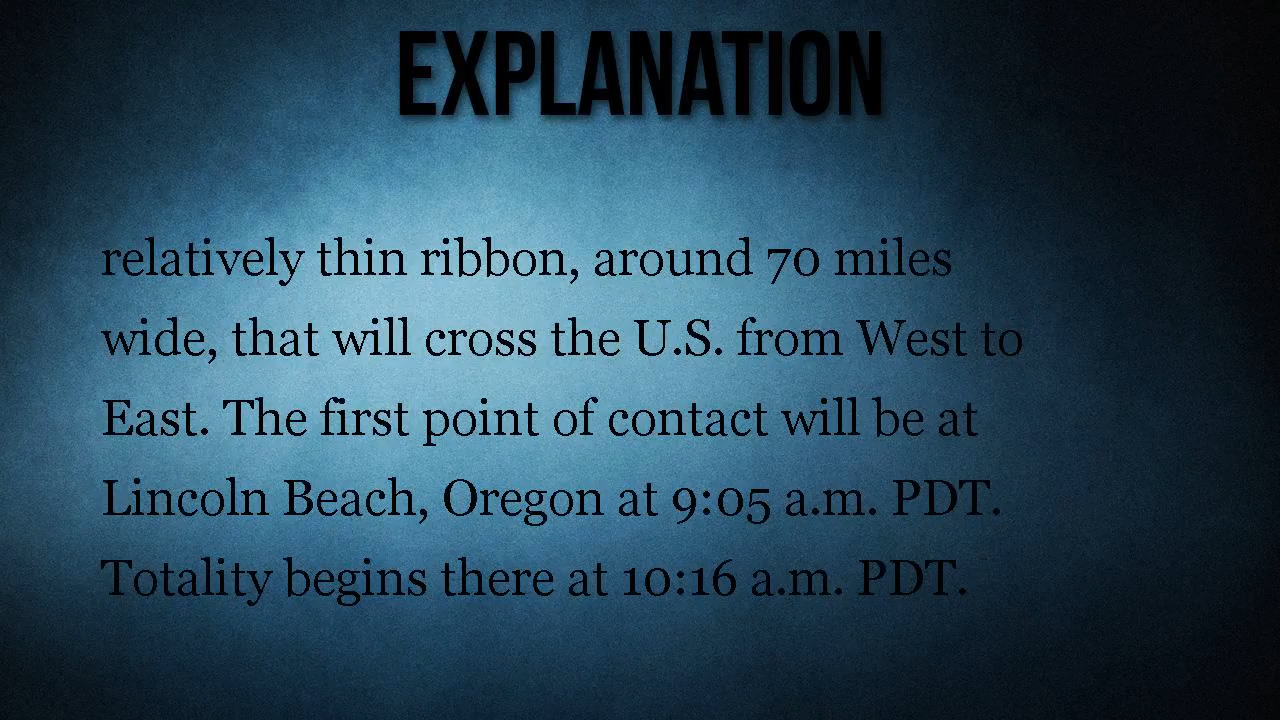 EXPLANATION
relatively thin ribbon, around 70 miles
wide, that will cross the U.S. from West to
East. The first point of contact will be at
Lincoln Beach, Oregon at 9:05 a.m. PDT.
Totality begins there at 10:16 a.m. PDT.